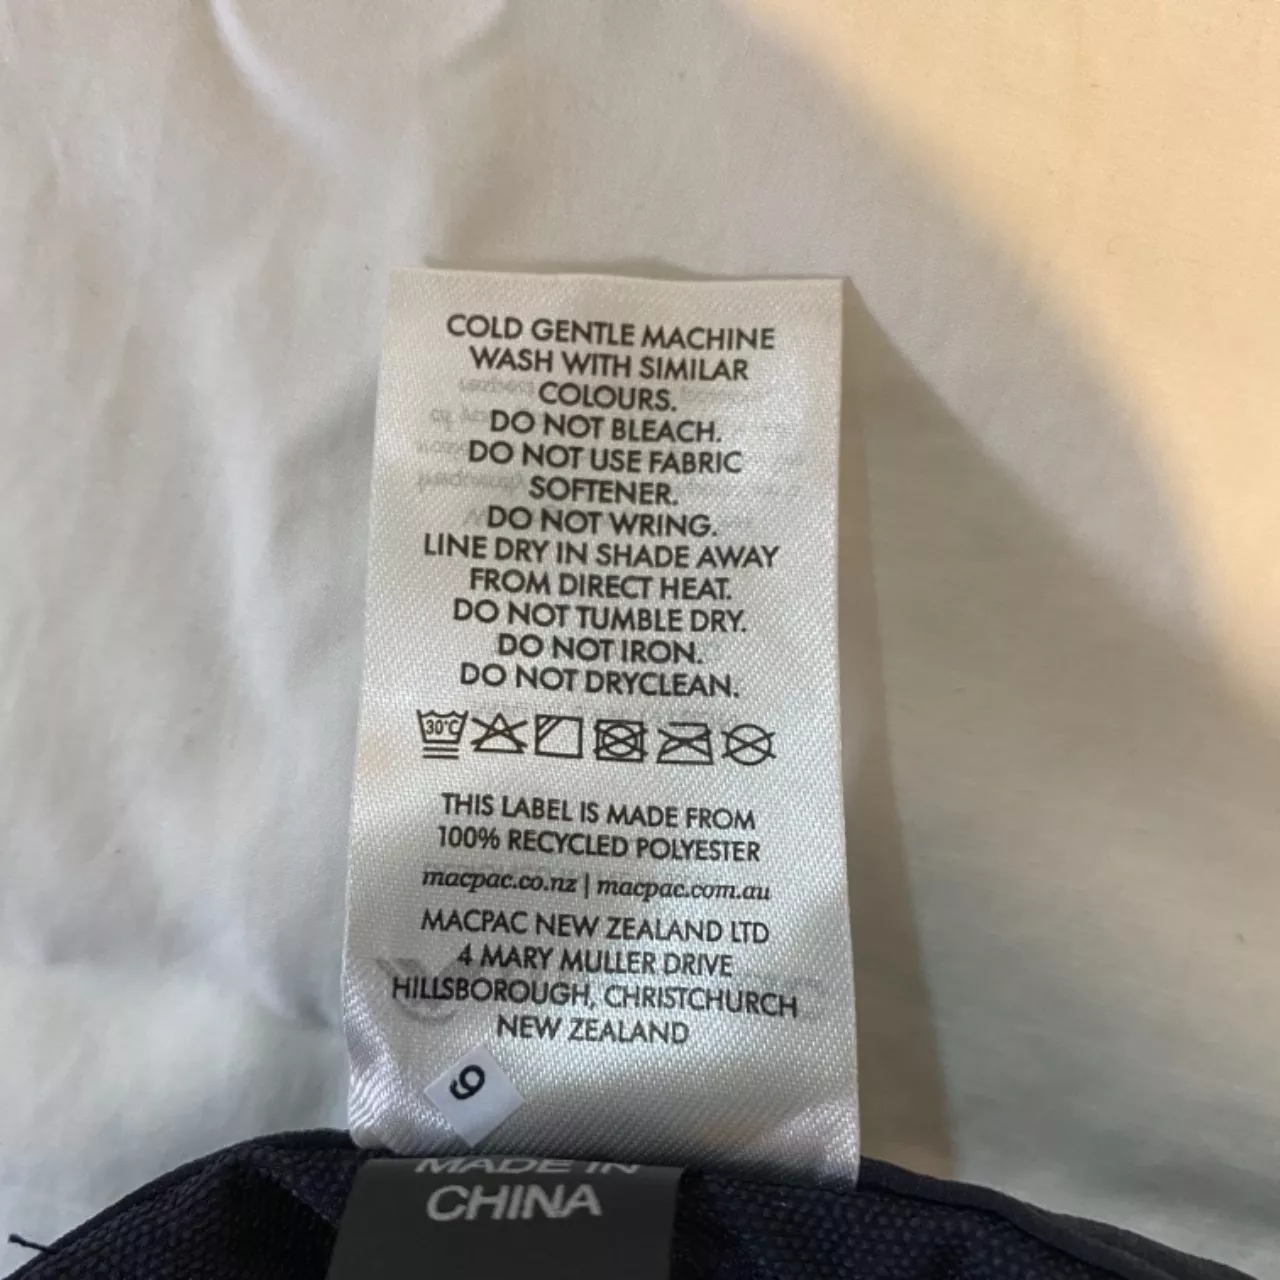 COLD GENTLE MACHINE
WASH WITH SIMILAR
COLOURS.
DO NOT BLEACH.
DO NOT USE FABRIC
SOFTENER.
DO NOT WRING.
LINE DRY IN SHADE AWAY
FROM DIRECT HEAT.
DO NOT TUMBLE DRY.
DO NOT IRON.
DO NOT DRYCLEAN.
30°C
THIS LABEL IS MADE FROM
100% RECYCLED POLYESTER
macpac.co.nz | macpac.com.au
MACPAC NEW ZEALAND LTD
4 MARY MULLER DRIVE
HILLSBOROUGH, CHRISTCHURCH
NEW ZEALAND
MADE IN
CHINA